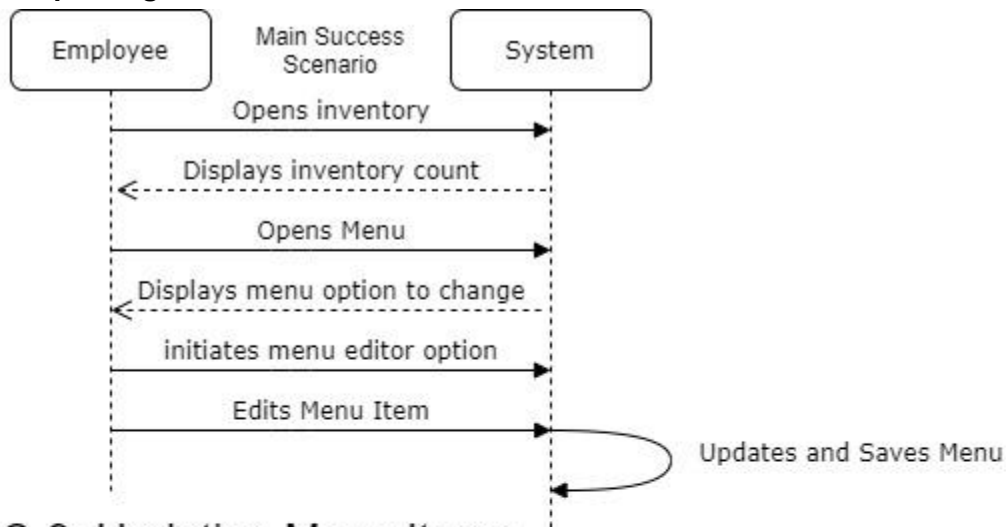 Employee
Main Success
Scenario
System
Opens inventory
Displays inventory count
Opens Menu
Displays menu option to change
initiates menu editor option
Edits Menu Item
Updates and Saves Menu